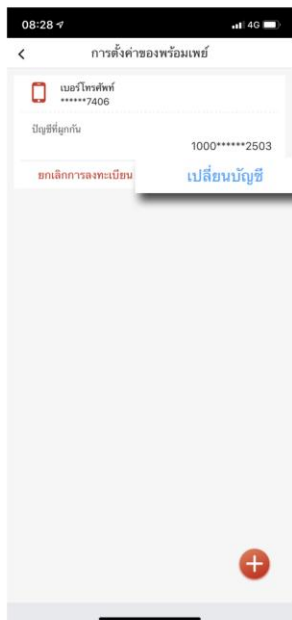 08:28 4G
การตั้งค่าของพร้อมเพย์
เบอร์โทรศัพท์
******7406
บัญชีที่ผูกกัน
1000******2503
ยกเลิกการลงทะเบียน เปลี่ยนบัญชี